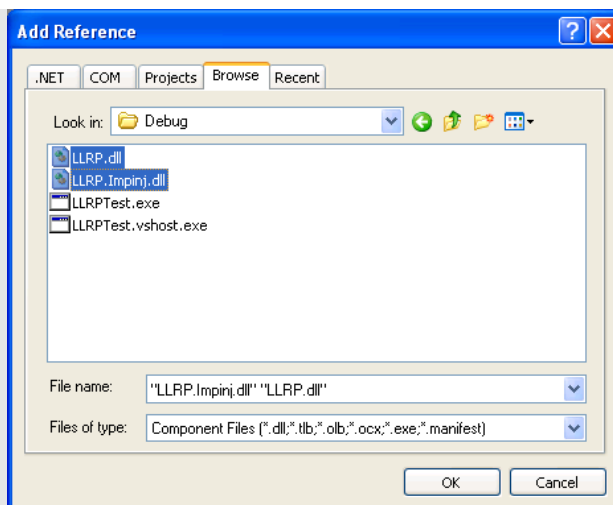 Add Reference
.NET COM Projects Browse Recent
Look in: Debug
LLRP.dll
LLRP.Impinj.dll
LLRPTest.exe
LLRPTest.vshost.exe
File name: "LLRP.Impinj.dll" "LLRP.dll"
Files of type: Component Files (*.dll;*.tlb;*.olb;*.ocx;*.exe;*.manifest)
OK Cancel